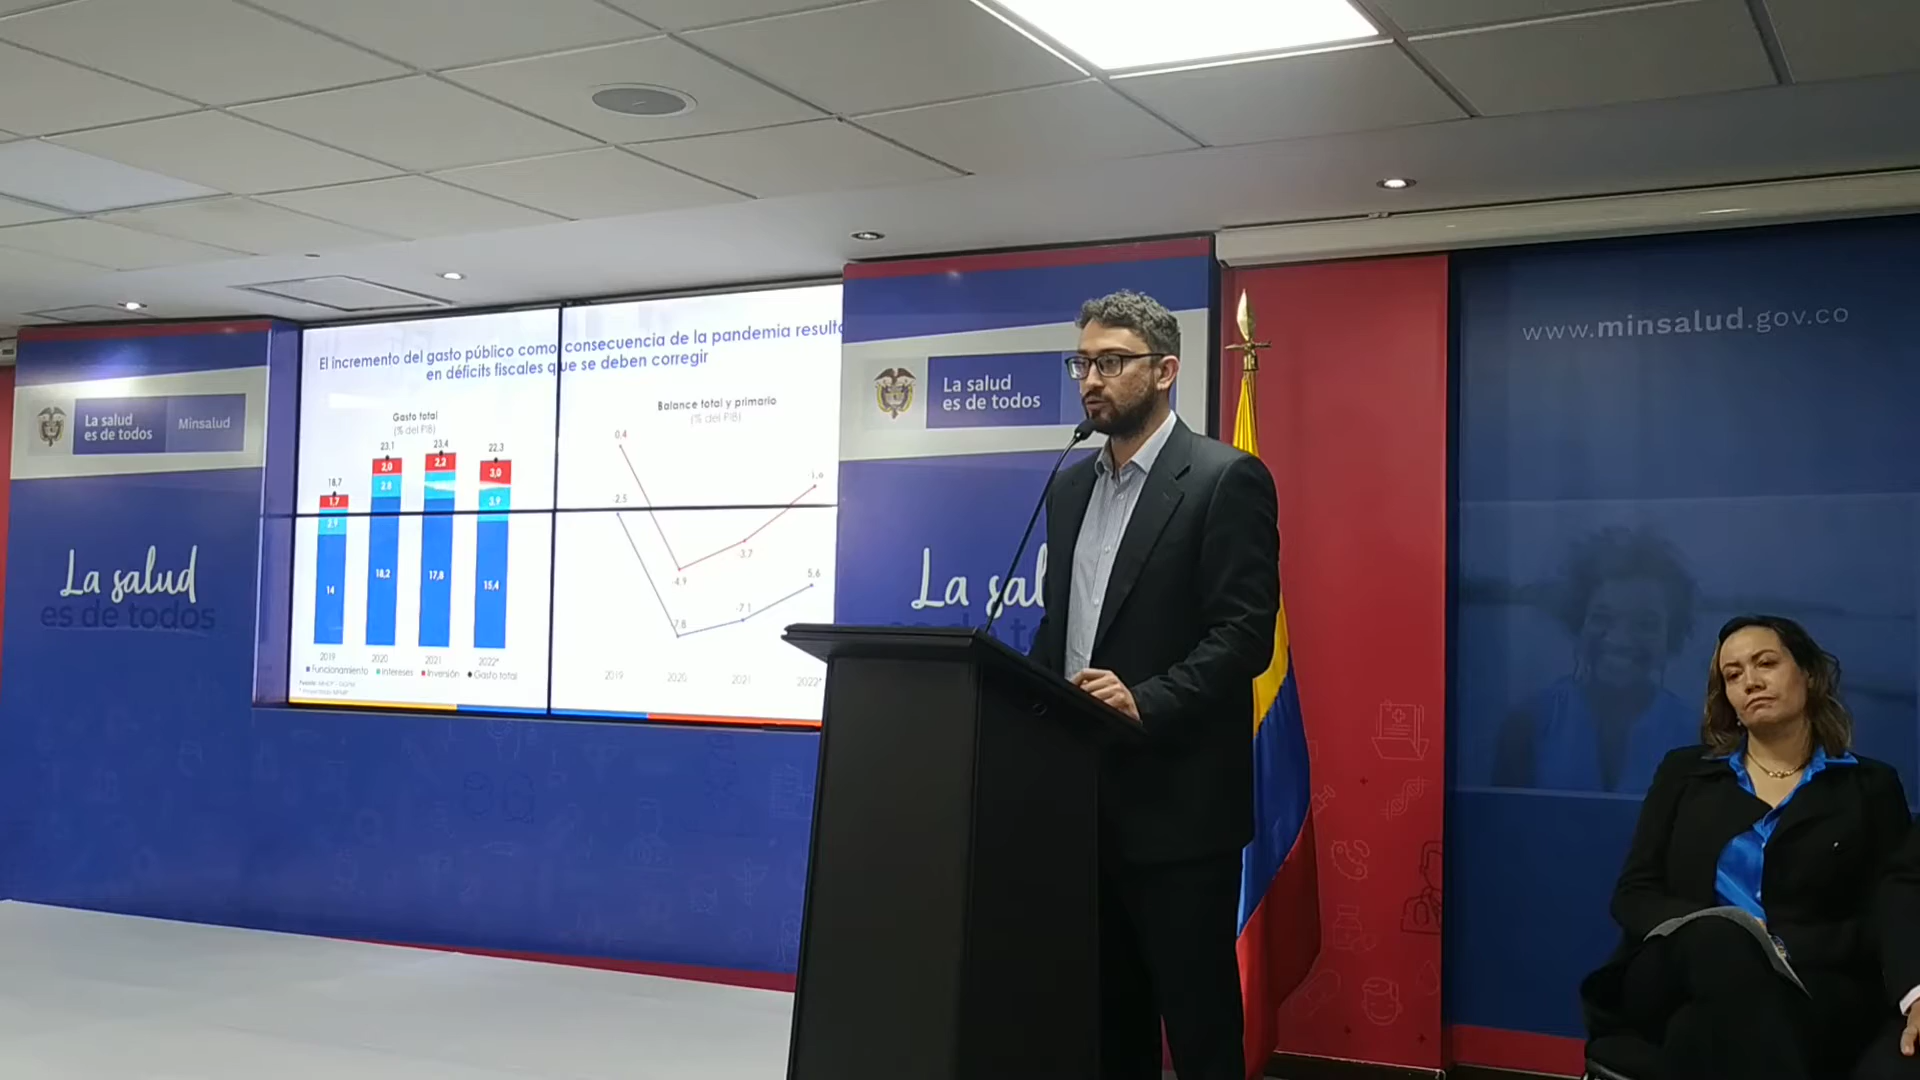 www.minsalud.gov.co
La salud
es de todos
Minsalud
La salud
es de todos
El incremento del gasto público como consecuencia de la pandemia result
en déficits fiscales que se deben corregir
Gasto total
(% del PIB)
18,7
23,1
23,4
22,3
1,7
2,0
2,2
3,0
2,9
2,8
3,9
14
18,2
17,8
15,4
2019
2020
2021
2022*
Funcionamiento
Intereses
Inversión
Gasto total
Balance total y primario
(% del PIB)
0,4
-4,9
-3,7
-1,6
-2,5
-7,8
-7,1
5,6
2019
2020
2021
2022*
La salud
es de todos
La sal